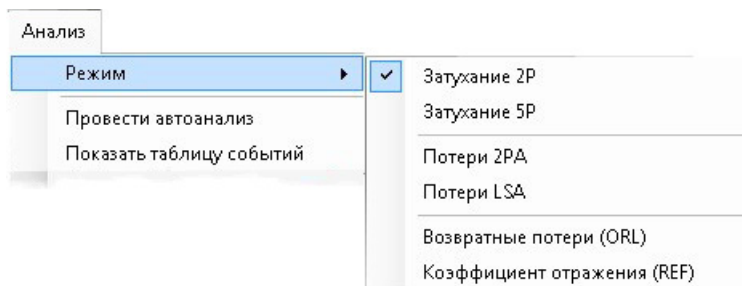 Анализ
Режим
Затухание 2P
Затухание 5P
Провести автоанализ
Показать таблицу событий
Потери 2PA
Потери LSA
Возвратные потери (ORL)
Коэффициент отражения (REF)